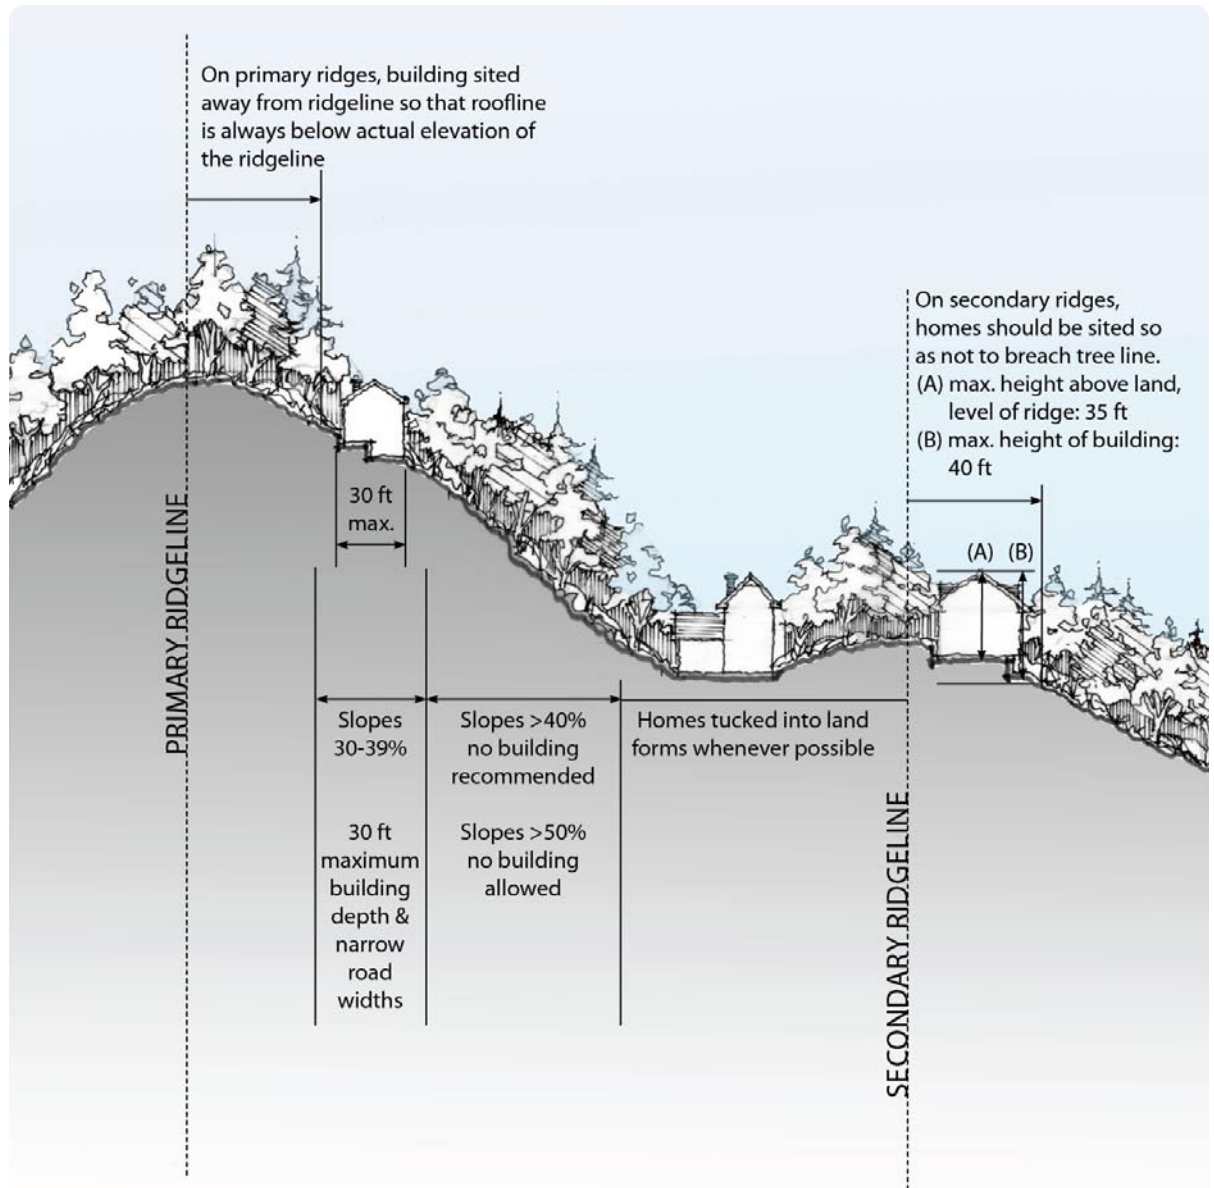 On primary ridges, building sited
away from ridgeline so that roofline
is always below actual elevation of
the ridgeline
On secondary ridges,
homes should be sited so
as not to breach tree line.
(A) max. height above land,
level of ridge: 35 ft
(B) max. height of building:
40 ft
30 ft
max.
(A)
(B)
PRIMARY RIDGELINE
Slopes
30-39%
30 ft
maximum
building
depth &
narrow
road
widths
Slopes >40%
no building
recommended
Slopes >50%
no building
allowed
Homes tucked into land
forms whenever possible
SECONDARY RIDGELINE